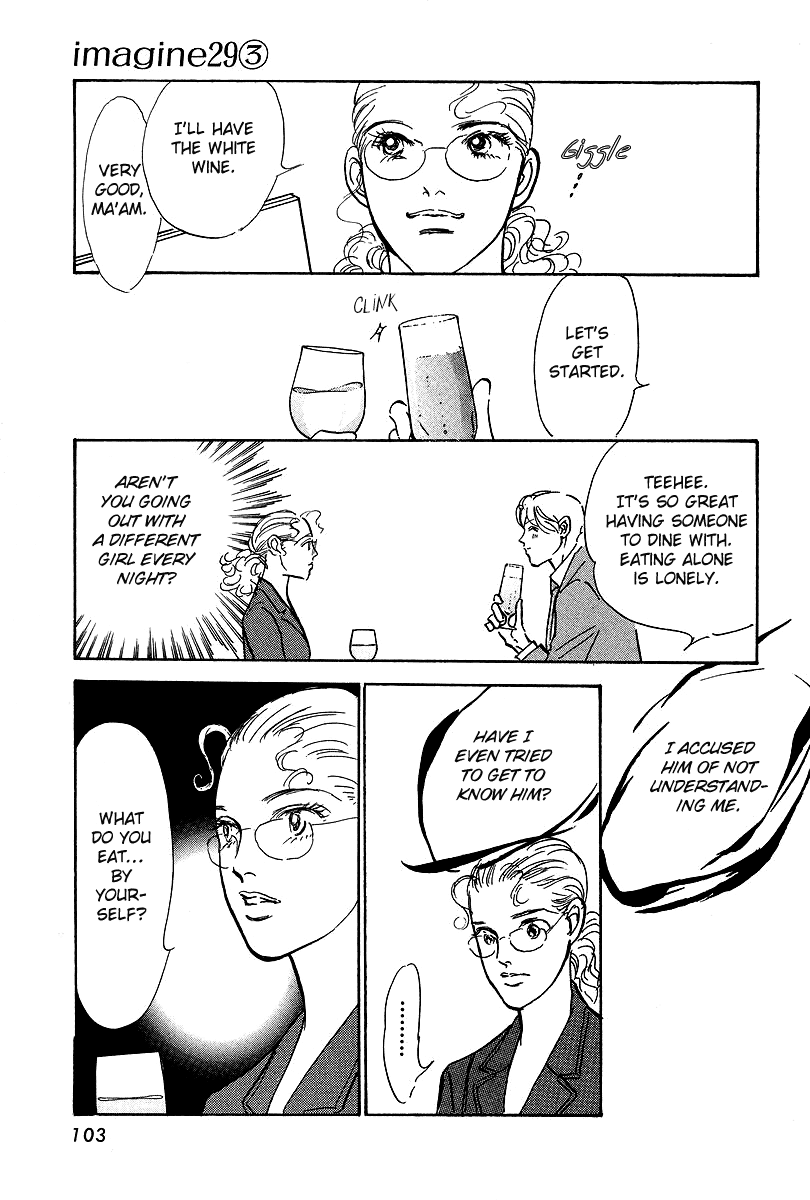 imagine29③
Giggle
I'LL HAVE
THE WHITE
WINE.
VERY
GOOD,
MA'AM.
LET'S
GET
STARTED.
CLINK
TEEHEE.
IT'S SO GREAT
HAVING SOMEONE
TO DINE WITH.
EATING ALONE
IS LONELY.
AREN'T
YOU GOING
OUT WITH
A DIFFERENT
GIRL EVERY
NIGHT?
I ACCUSED
HIM OF NOT
UNDERSTAND-
ING ME.
HAVE I
EVEN TRIED
TO GET TO
KNOW HIM?
.........
WHAT
DO YOU
EAT...
BY
YOUR-
SELF?
103